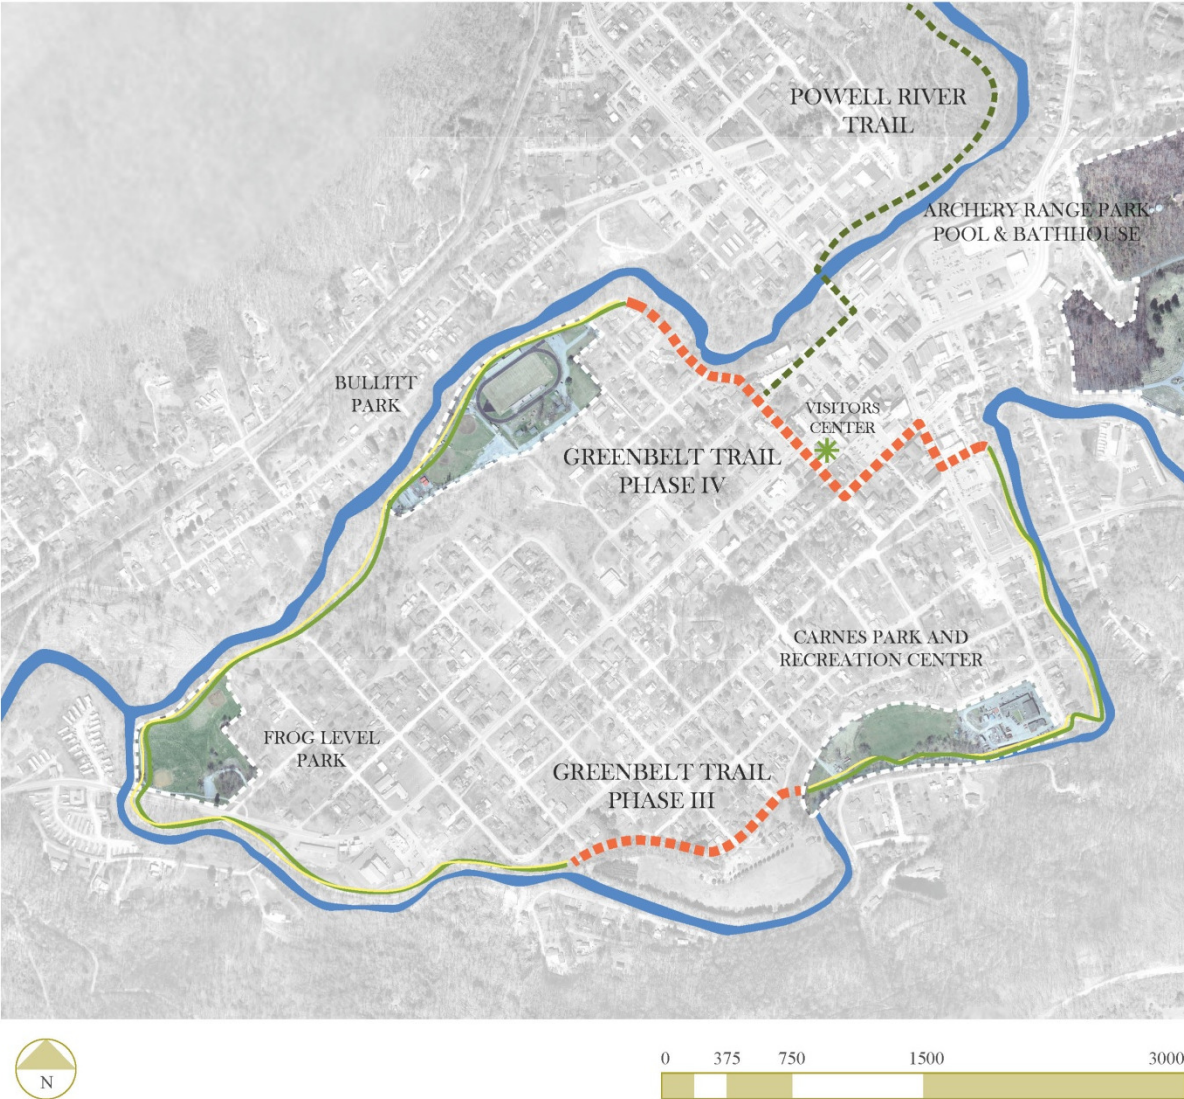 POWELL RIVER
TRAIL
ARCHERY RANGE PARK
POOL & BATHHOUSE
BULLITT
PARK
VISITORS
CENTER
GREENBELT TRAIL
PHASE IV
CARNES PARK AND
RECREATION CENTER
FROG LEVEL
PARK
GREENBELT TRAIL
PHASE III
N
0 375 750 1500 3000